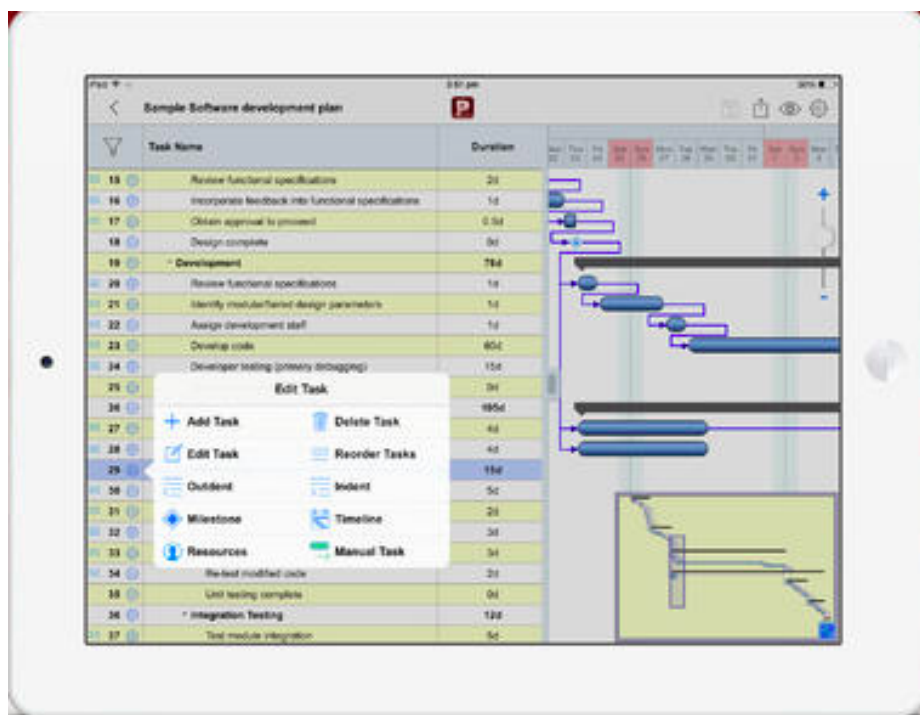 iPad
Sample Software development plan
P
Task Name Duration
15 Review functional specifications 2d
16 Incorporate feedback into functional specifications 1d
17 Obtain approval to proceed 0.5d
18 Design complete 0d
19 Development 78d
20 Review functional specifications 1d
21 Identify modular/tiered design parameters 1d
22 Assign development staff 1d
23 Develop code 60d
24 Developer testing (primary debugging) 15d
25 0d
26
27 4d
28 4d
29 15d
30 5d
31 2d
32 3d
33 3d
34 Re-test modified code 2d
35 Unit testing complete 0d
36 Integration Testing 12d
37 Test module integration 5d
Edit Task
Add Task Delete Task
Edit Task Reorder Tasks
Outdent Indent
Milestone Timeline
Resources Manual Task